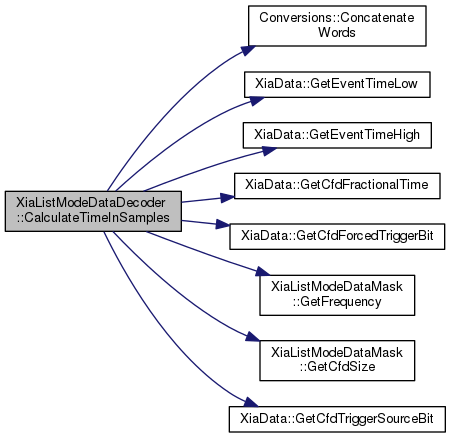 Conversions::Concatenate
Words
XiaData::GetEventTimeLow
XiaData::GetEventTimeHigh
XiaData::GetCfdFractionalTime
XiaListModeDataDecoder
::CalculateTimeInSamples
XiaData::GetCfdForcedTriggerBit
XiaListModeDataMask
::GetFrequency
XiaListModeDataMask
::GetCfdSize
XiaData::GetCfdTriggerSourceBit